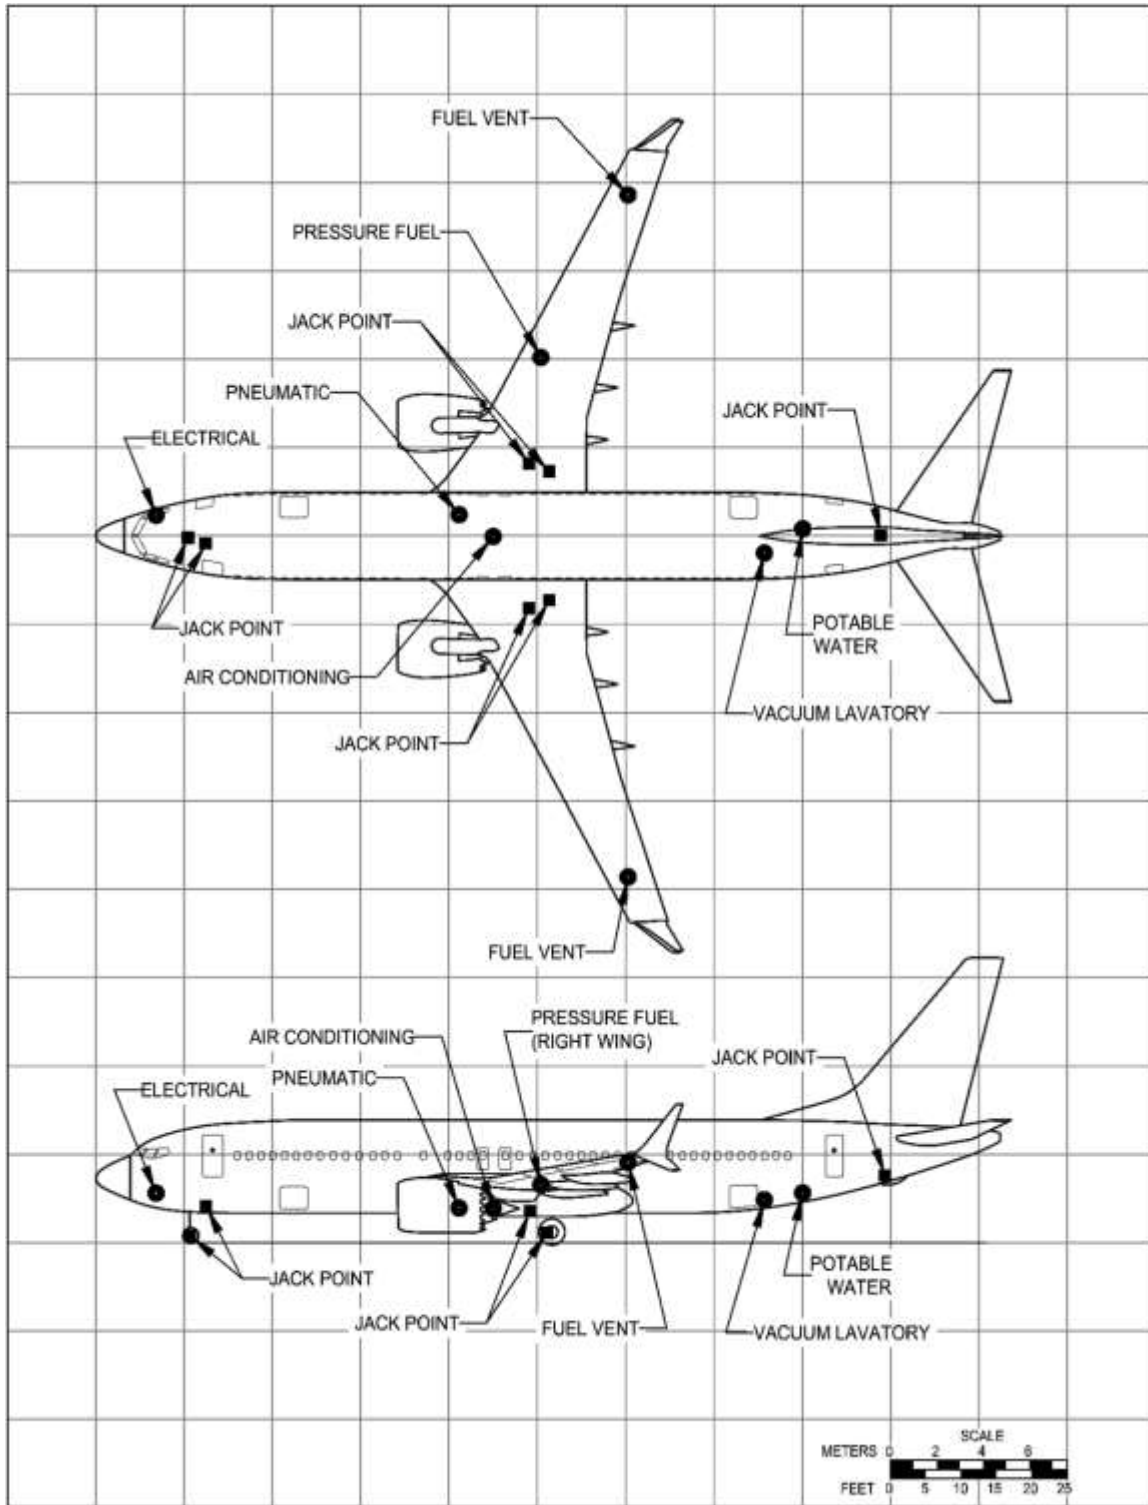 FUEL VENT
PRESSURE FUEL
JACK POINT
PNEUMATIC
JACK POINT
ELECTRICAL
JACK POINT
POTABLE
WATER
AIR CONDITIONING
VACUUM LAVATORY
JACK POINT
FUEL VENT
PRESSURE FUEL
(RIGHT WING)
AIR CONDITIONING
JACK POINT
PNEUMATIC
ELECTRICAL
POTABLE
WATER
JACK POINT
JACK POINT
FUEL VENT
VACUUM LAVATORY
SCALE
METERS 0 2 4 6
FEET 0 5 10 15 20 25